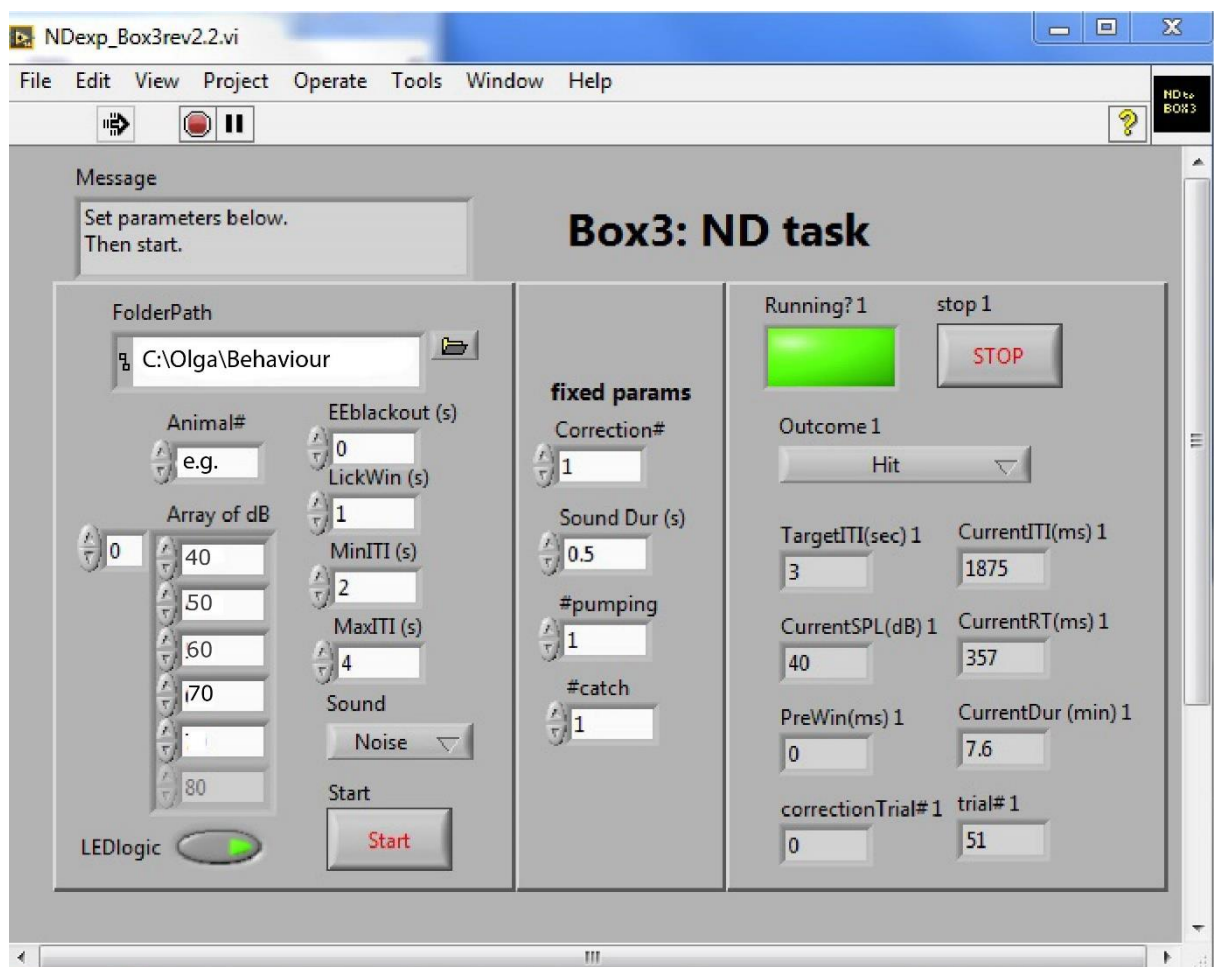 NDexp_Box3rev2.2.vi
File Edit View Project Operate Tools Window Help
ND to
BOX3
Message
Set parameters below.
Then start.
Box3: ND task
FolderPath
C:\Olga\Behaviour
Animal#
e.g.
Array of dB
0
40
50
60
70
80
LEDlogic
EEblackout (s)
0
LickWin (s)
1
MinITI (s)
2
MaxITI (s)
4
Sound
Noise
Start
Start
fixed params
Correction#
1
Sound Dur (s)
0.5
#pumping
1
#catch
1
Running? 1
stop 1
STOP
Outcome 1
Hit
TargetITI(sec) 1
CurrentITI(ms) 1
3
1875
CurrentSPL(dB) 1
CurrentRT(ms) 1
40
357
PreWin(ms) 1
CurrentDur (min) 1
0
7.6
correctionTrial# 1
trial# 1
0
51